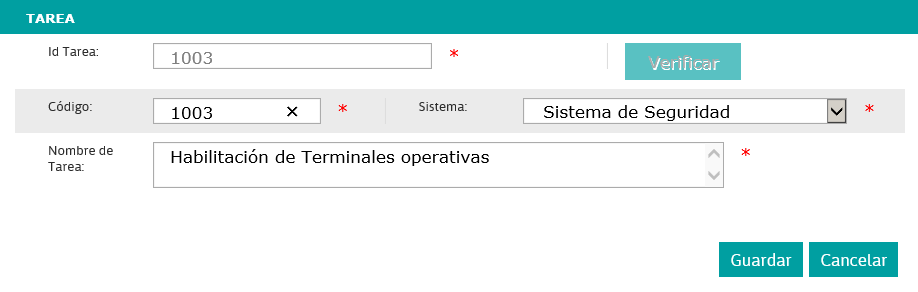 TAREA
Id Tarea: 1003 * Verificar
Código: 1003 × * Sistema: Sistema de Seguridad *
Nombre de Tarea: Habilitación de Terminales operativas *
Guardar Cancelar